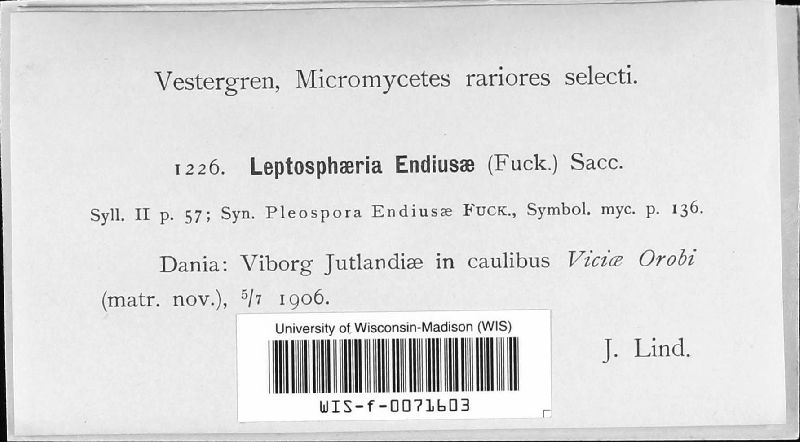 Vestergren, Micromycetes rariores selecti.
1226. Leptosphæria Endiusæ (Fuck.) Sacc.
Syll. II p. 57; Syn. Pleospora Endiusæ Fuck., Symbol. myc. p. 136.
Dania: Viborg Jutlandiæ in caulibus Viciæ Orobi
(matr. nov.), 5/7 1906.
J. Lind.
University of Wisconsin-Madison (WIS)
WIS-f-0071603